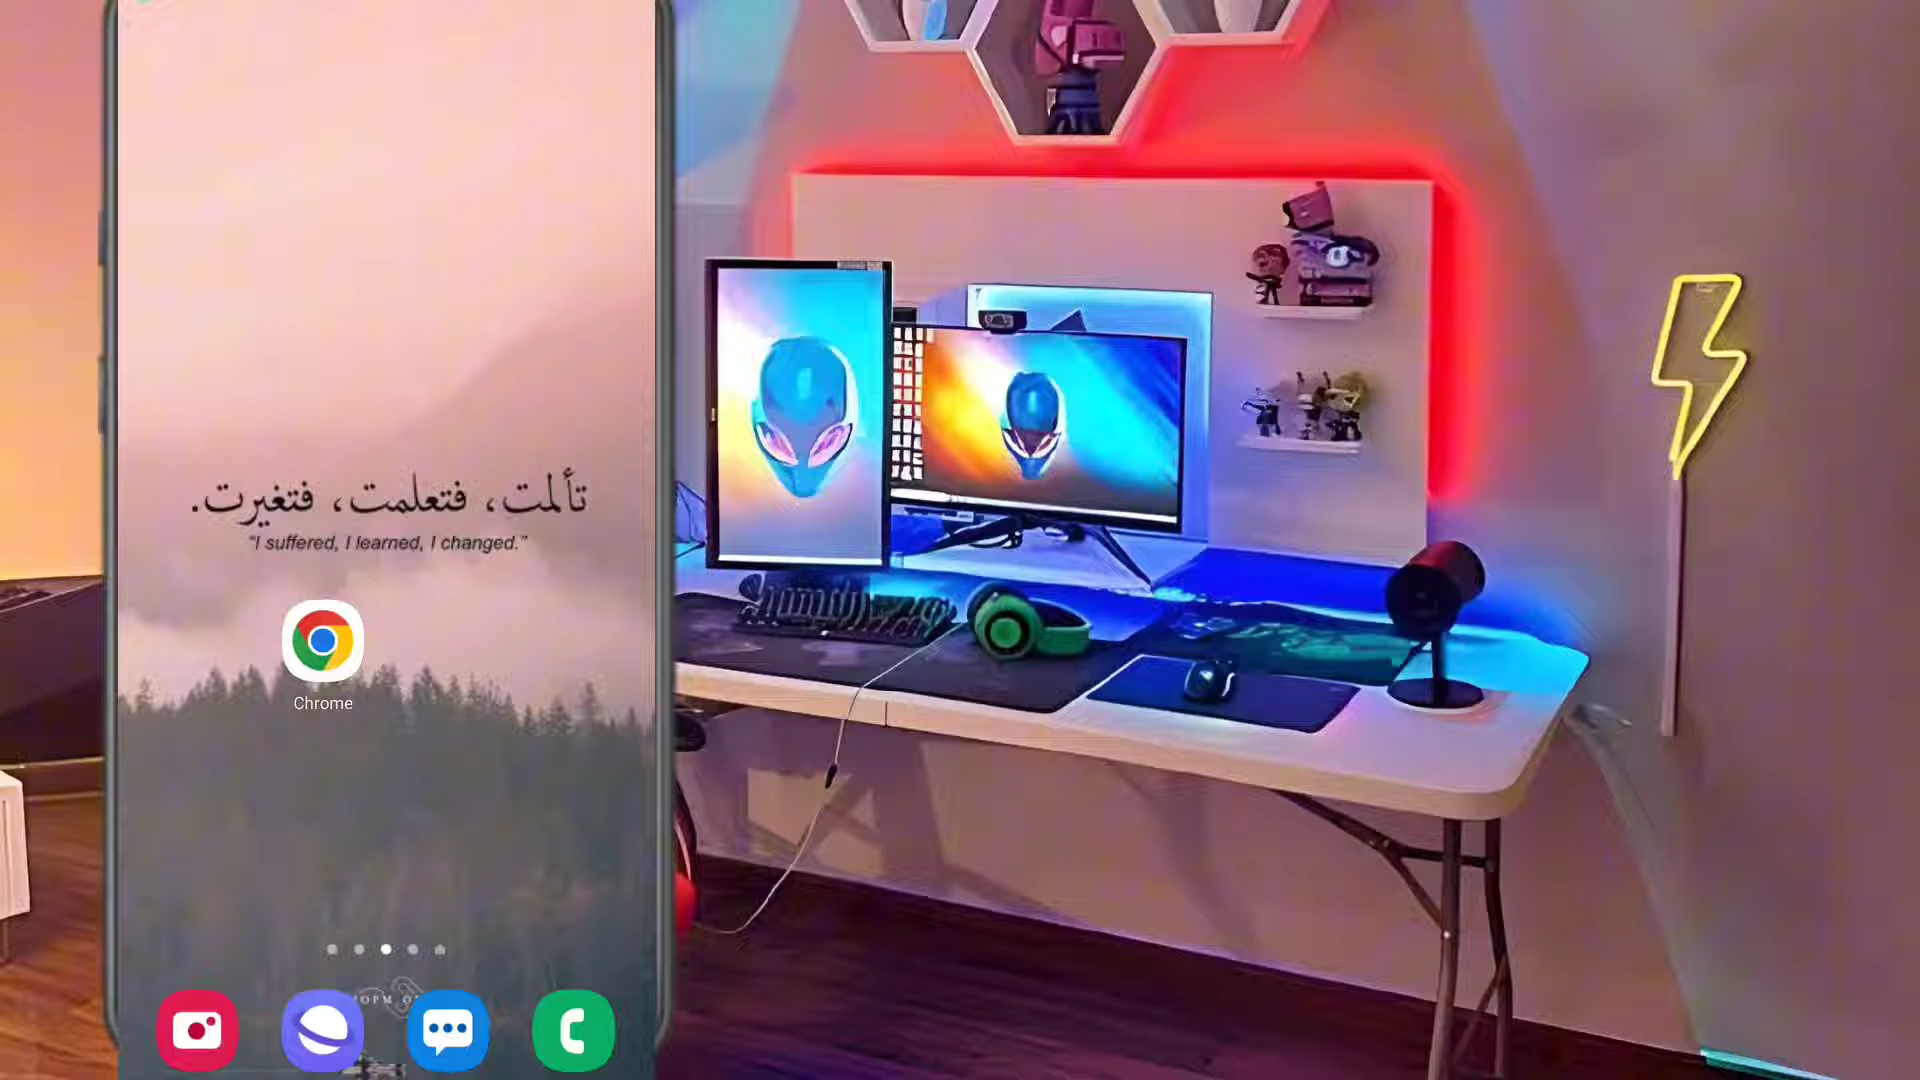 تألمت، فتعلمت، فتغيرت.
“I suffered, I learned, I changed.”
Chrome